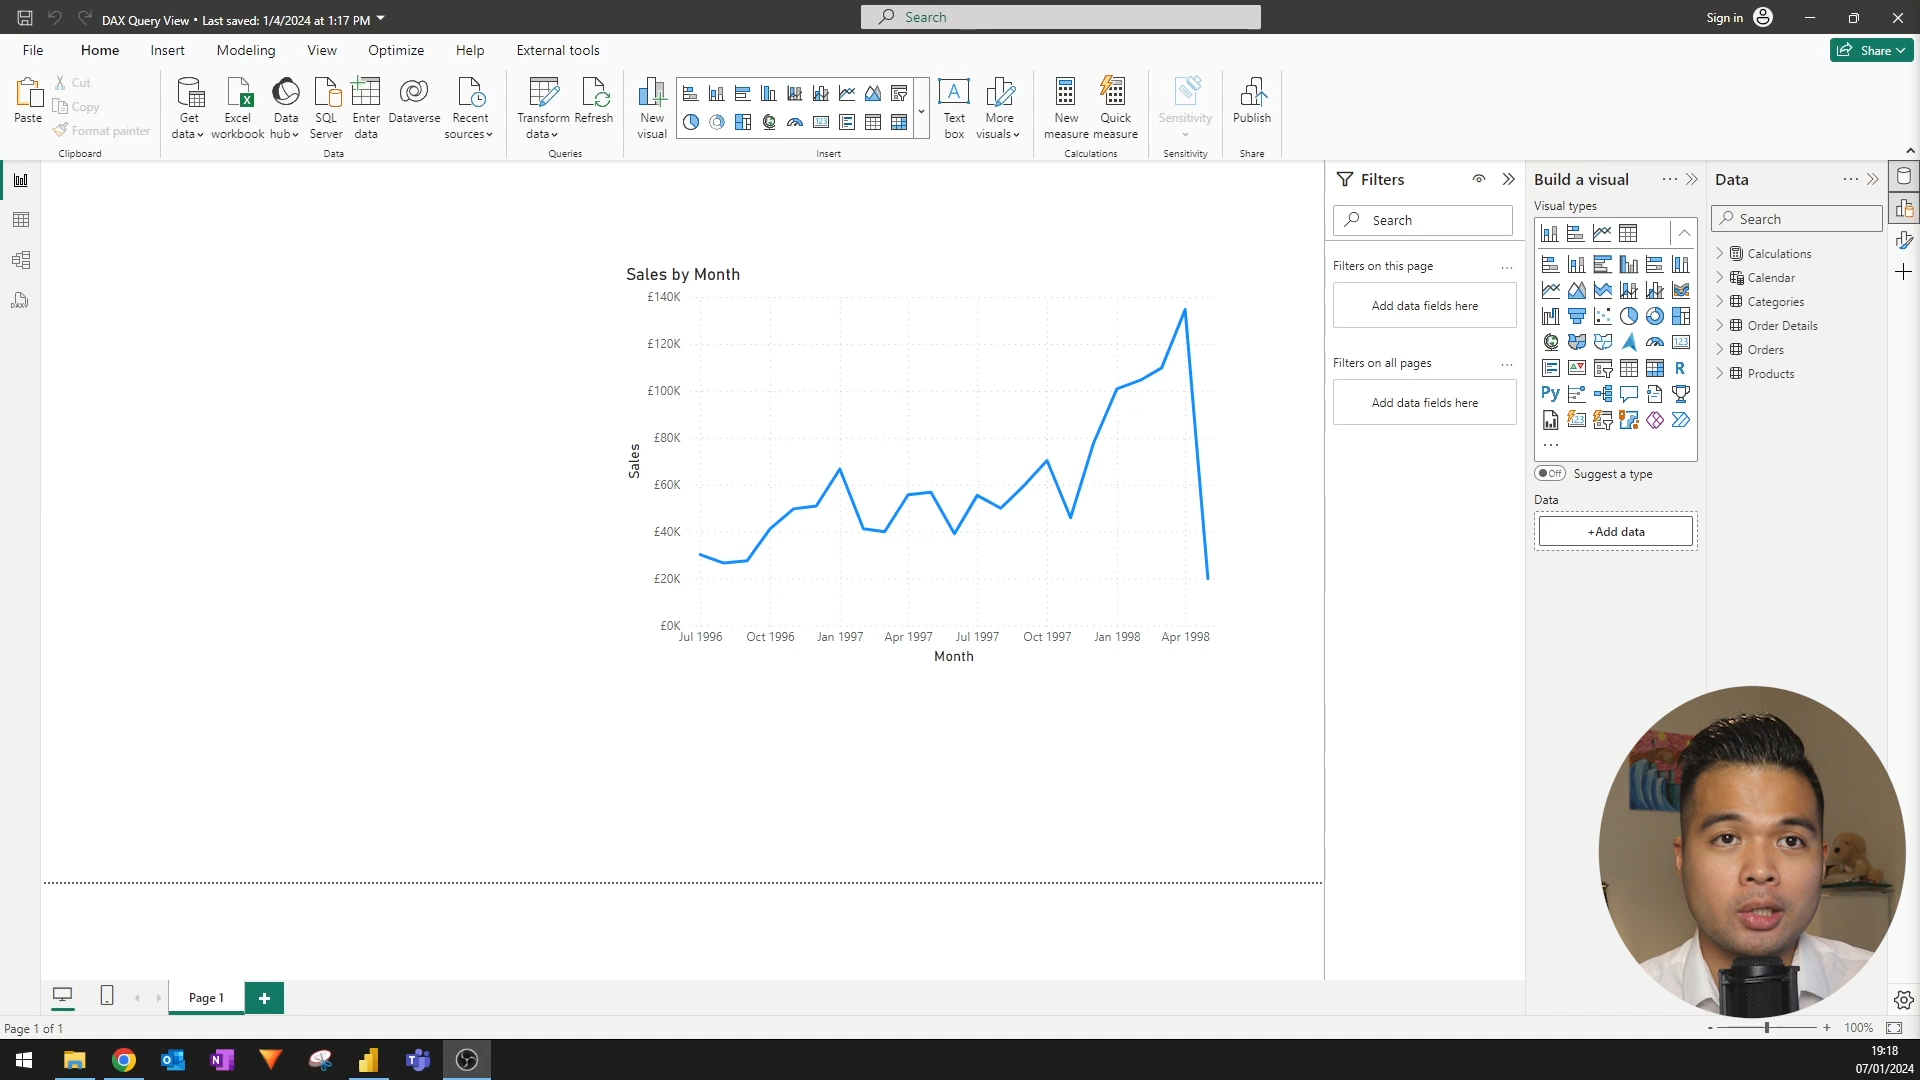 DAX Query View • Last saved: 1/4/2024 at 1:17 PM
Search
Sign in
File Home Insert Modeling View Optimize Help External tools
Share
Paste
Cut
Copy
Format painter
Clipboard
Get data
Excel workbook
Data hub
SQL Server
Enter data
Dataverse
Recent sources
Data
Transform data
Refresh
Queries
New visual
Text box
More visuals
Insert
New measure
Quick measure
Calculations
Sensitivity
Sensitivity
Publish
Share
DAX
Sales by Month
£140K
£120K
£100K
£80K
£60K
£40K
£20K
£0K
Sales
Jul 1996 Oct 1996 Jan 1997 Apr 1997 Jul 1997 Oct 1997 Jan 1998 Apr 1998
Month
Filters
Search
Filters on this page
Add data fields here
Filters on all pages
Add data fields here
Build a visual
Visual types
123
R
Py
123
Off Suggest a type
Data
+Add data
Data
Search
Calculations
Calendar
Categories
Order Details
Orders
Products
Page 1
Page 1 of 1
- + 100%
19:18
07/01/2024